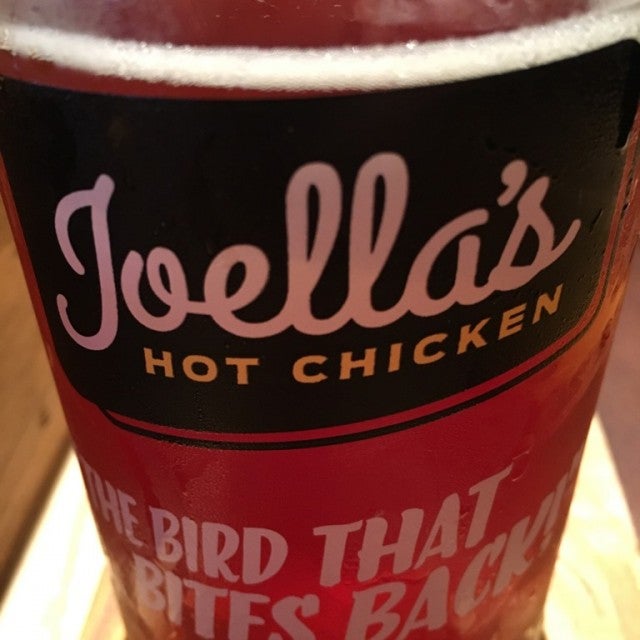 Joella's
HOT CHICKEN
THE BIRD THAT
BITES BACK!"